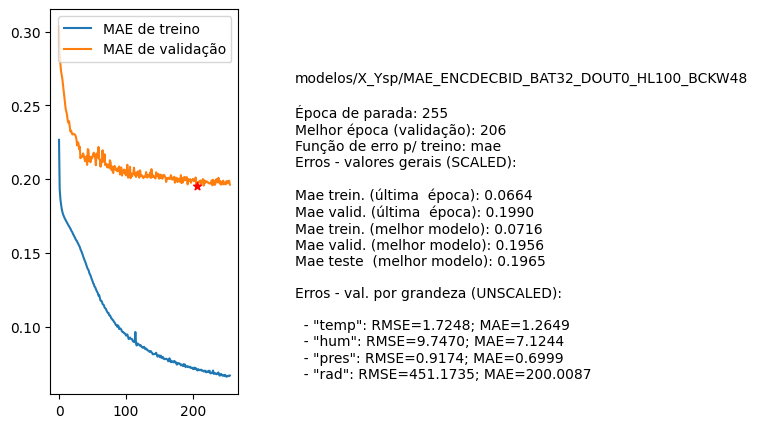 MAE de treino
MAE de validação
0.30
0.25
0.20
0.15
0.10
0
100
200
modelos/X_Ysp/MAE_ENCDECBID_BAT32_DOUT0_HL100_BCKW48
Época de parada: 255
Melhor época (validação): 206
Função de erro p/ treino: mae
Erros - valores gerais (SCALED):
Mae trein. (última  época): 0.0664
Mae valid. (última  época): 0.1990
Mae trein. (melhor modelo): 0.0716
Mae valid. (melhor modelo): 0.1956
Mae teste  (melhor modelo): 0.1965
Erros - val. por grandeza (UNSCALED):
- "temp": RMSE=1.7248; MAE=1.2649
- "hum": RMSE=9.7470; MAE=7.1244
- "pres": RMSE=0.9174; MAE=0.6999
- "rad": RMSE=451.1735; MAE=200.0087